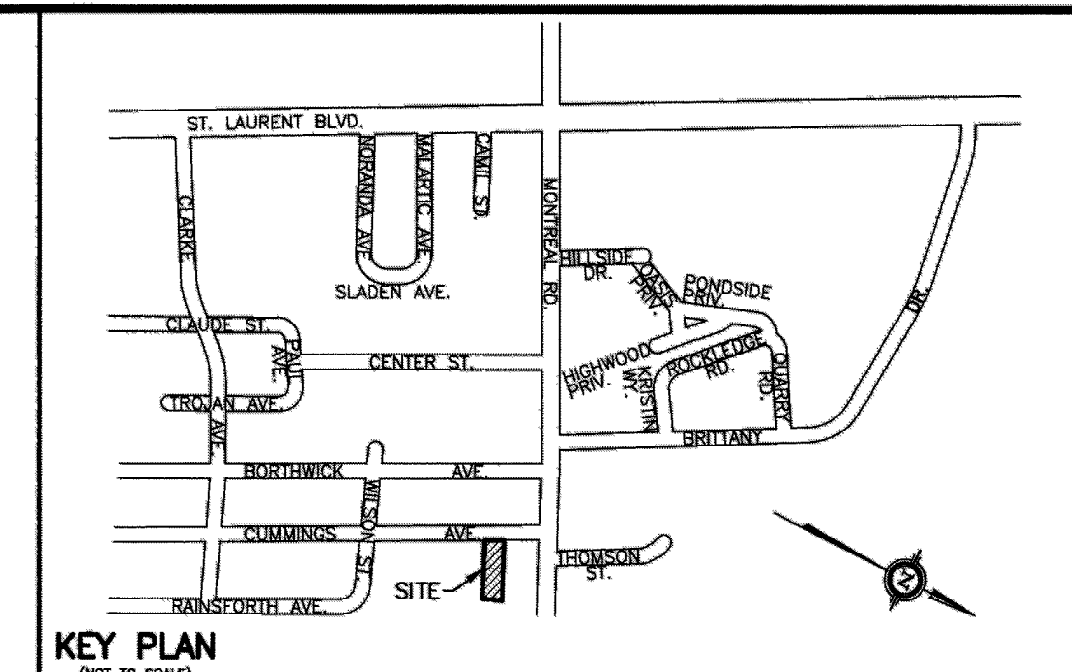 ST. LAURENT BLVD.
CLARKE
AVE.
NORANDA AVE.
MALARTIC AVE.
CAMIL ST.
SLADEN AVE.
MONTREAL RD.
HILLSIDE
DR.
OASIS
PRIV.
PONDSIDE
PRIV.
DR.
CLAUDE ST.
PAUL
AVE.
CENTER ST.
TROJAN AVE.
HIGHWOOD
PRIV.
KRISTIN
WY.
ROCKLEDGE
RD.
QUARRY
RD.
BRITTANY
BORTHWICK AVE.
WILSON ST.
CUMMINGS AVE.
THOMSON
ST.
SITE
RAINSFORTH AVE.
N
KEY PLAN
(NOT TO SCALE)